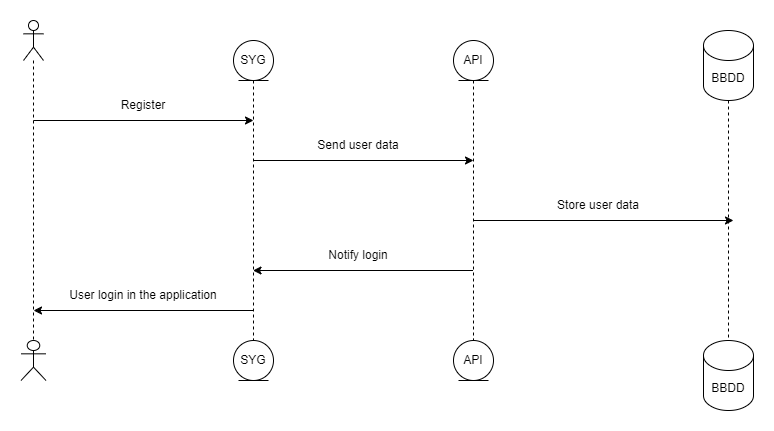 SYG
API
BBDD
Register
Send user data
Store user data
Notify login
User login in the application
SYG
API
BBDD